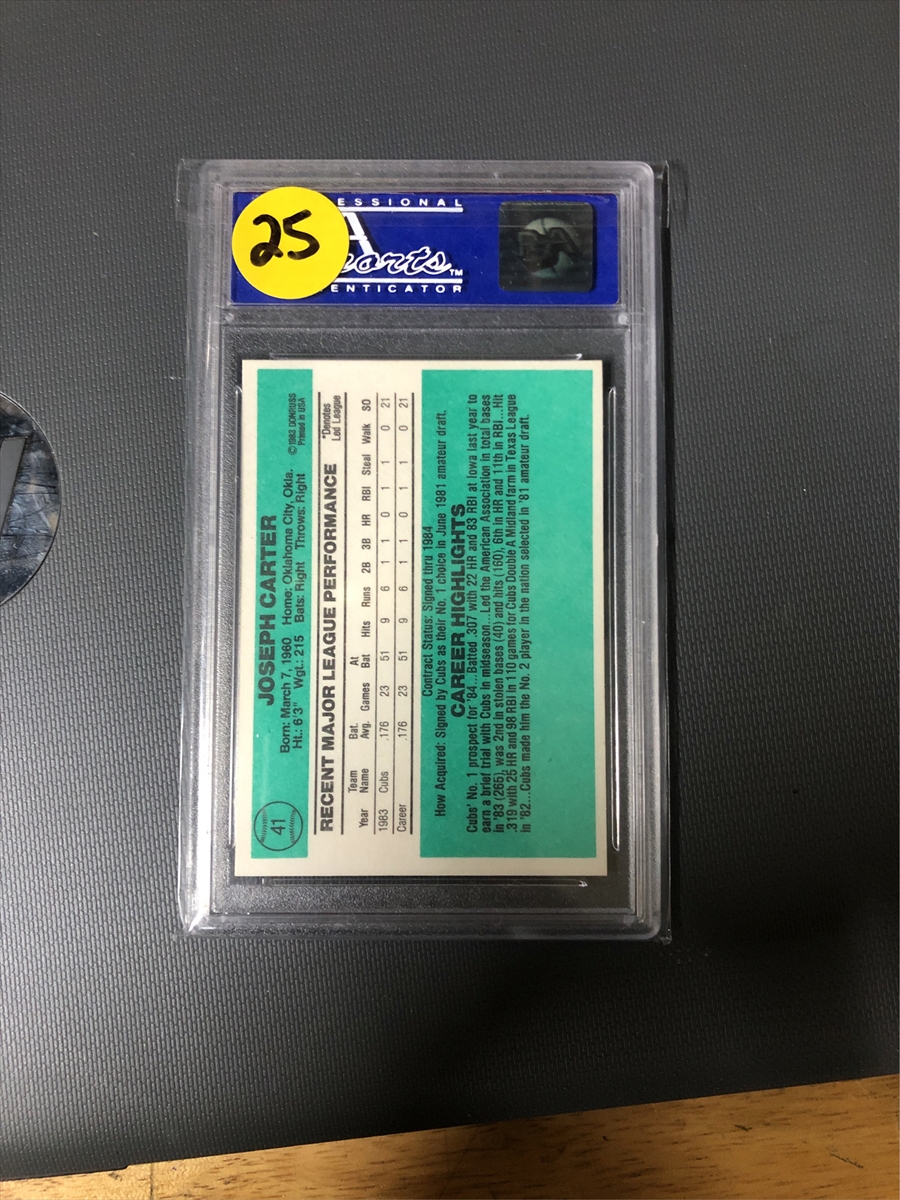 25
ESSIONAL
A
orts™
ENTICATOR
41
JOSEPH CARTER
Born: March 7, 1960 Home: Oklahoma City, Okla.
Ht.: 6'3" Wgt.: 215 Bats: Right Throws: Right
©1983 DONRUSS
Printed in USA
RECENT MAJOR LEAGUE PERFORMANCE
*Denotes
Led League
Year Team Name Bat. Avg. Games At Bat Hits Runs 2B 3B HR RBI Steal Walk SO
1983 Cubs .176 23 51 9 6 1 1 0 1 1 0 21
Career .176 23 51 9 6 1 1 0 1 1 0 21
Contract Status: Signed thru 1984
How Acquired: Signed by Cubs as their No. 1 choice in June 1981 amateur draft.
CAREER HIGHLIGHTS
Cubs' No. 1 prospect for '84...Batted .307 with 22 HR and 83 RBI at Iowa last year to
earn a brief trial with Cubs in midseason...Led the American Association in total bases
in '83 (265), was 2nd in stolen bases (40) and hits (160), 6th in HR and 11th in RBI...Hit
.319 with 25 HR and 98 RBI in 110 games for Cubs Double A Midland farm in Texas League
in '82...Cubs made him the No. 2 player in the nation selected in '81 amateur draft.